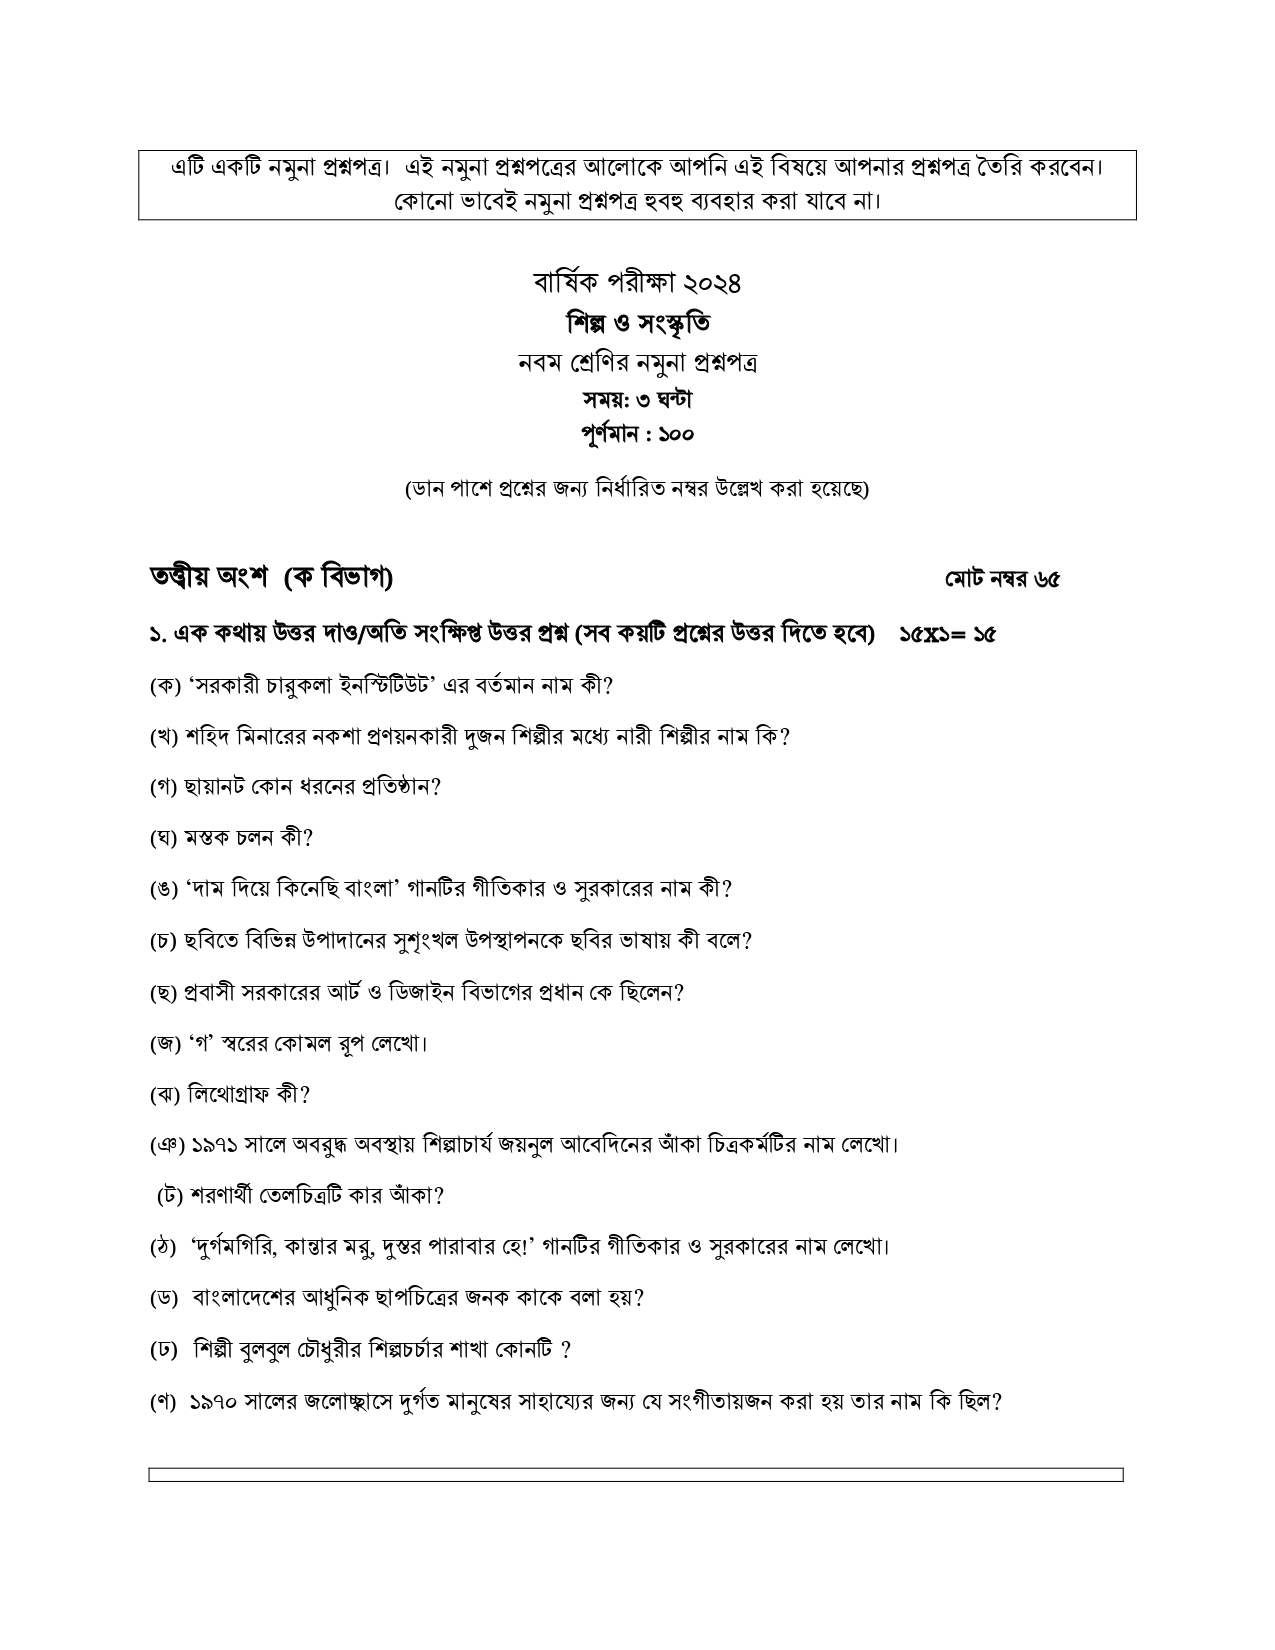 এটি একটি নমুনা প্রশ্নপত্র। এই নমুনা প্রশ্নপত্রের আলোকে আপনি এই বিষয়ে আপনার প্রশ্নপত্র তৈরি করবেন।
কোনো ভাবেই নমুনা প্রশ্নপত্র হুবহু ব্যবহার করা যাবে না।
বার্ষিক পরীক্ষা ২০২৪
শিল্প ও সংস্কৃতি
নবম শ্রেণির নমুনা প্রশ্নপত্র
সময়: ৩ ঘন্টা
পূর্ণমান : ১০০
(ডান পাশে প্রশ্নের জন্য নির্ধারিত নম্বর উল্লেখ করা হয়েছে)
তত্ত্বীয় অংশ (ক বিভাগ) মোট নম্বর ৬৫
১. এক কথায় উত্তর দাও/অতি সংক্ষিপ্ত উত্তর প্রশ্ন (সব কয়টি প্রশ্নের উত্তর দিতে হবে) ১৫x১= ১৫
(ক) ‘সরকারী চারুকলা ইনস্টিটিউট’ এর বর্তমান নাম কী?
(খ) শহিদ মিনারের নকশা প্রণয়নকারী দুজন শিল্পীর মধ্যে নারী শিল্পীর নাম কি?
(গ) ছায়ানট কোন ধরনের প্রতিষ্ঠান?
(ঘ) মস্তক চলন কী?
(ঙ) ‘দাম দিয়ে কিনেছি বাংলা’ গানটির গীতিকার ও সুরকারের নাম কী?
(চ) ছবিতে বিভিন্ন উপাদানের সুশৃংখল উপস্থাপনকে ছবির ভাষায় কী বলে?
(ছ) প্রবাসী সরকারের আর্ট ও ডিজাইন বিভাগের প্রধান কে ছিলেন?
(জ) ‘গ’ স্বরের কোমল রূপ লেখো।
(ঝ) লিথোগ্রাফ কী?
(ঞ) ১৯৭১ সালে অবরুদ্ধ অবস্থায় শিল্পাচার্য জয়নুল আবেদিনের আঁকা চিত্রকর্মটির নাম লেখো।
(ট) শরণার্থী তেলচিত্রটি কার আঁকা?
(ঠ) ‘দুর্গমগিরি, কান্তার মরু, দুস্তর পারাবার হে!’ গানটির গীতিকার ও সুরকারের নাম লেখো।
(ড) বাংলাদেশের আধুনিক ছাপচিত্রের জনক কাকে বলা হয়?
(ঢ) শিল্পী বুলবুল চৌধুরীর শিল্পচর্চার শাখা কোনটি ?
(ণ) ১৯৭০ সালের জলোচ্ছ্বাসে দুর্গত মানুষের সাহায্যের জন্য যে সংগীতায়জন করা হয় তার নাম কি ছিল?